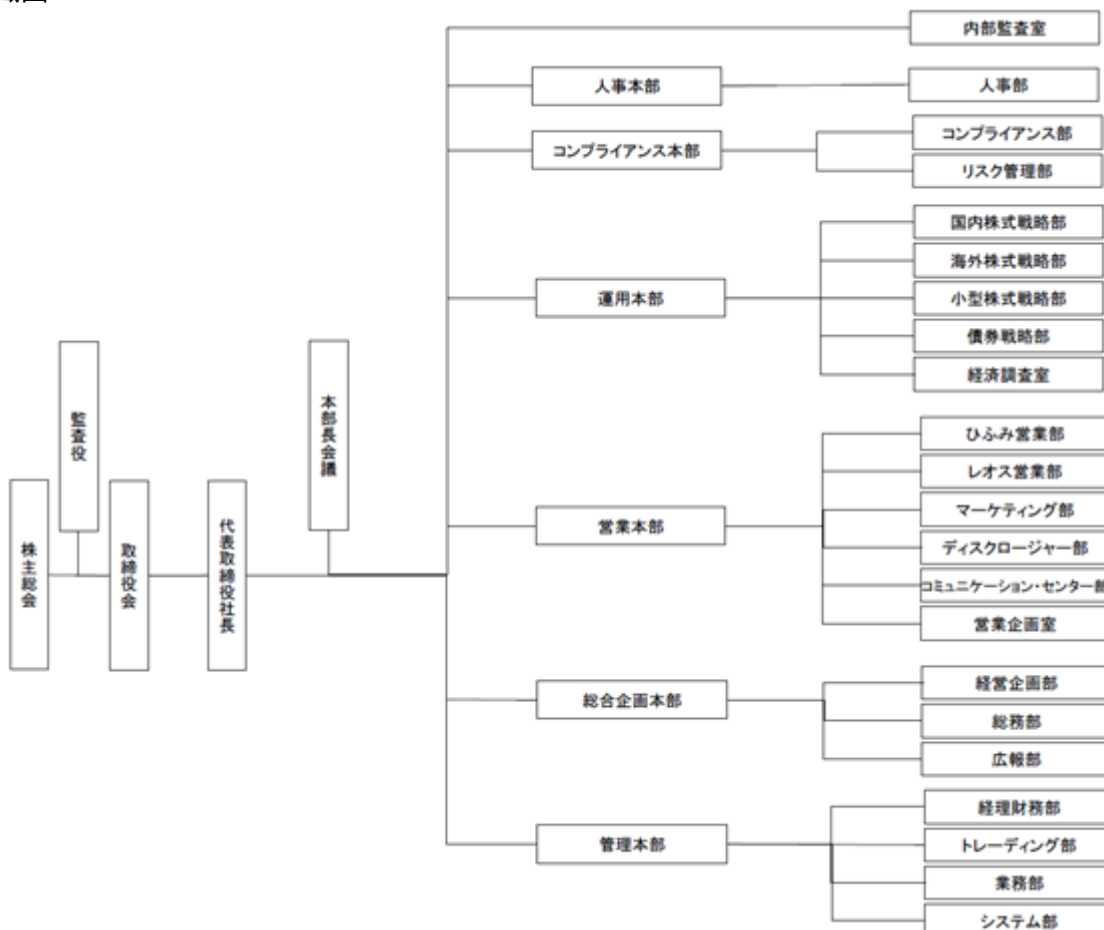 内部監査室
人事本部
人事部
コンプライアンス本部
コンプライアンス部
リスク管理部
運用本部
国内株式戦略部
海外株式戦略部
小型株式戦略部
債券戦略部
経済調査室
株主総会
監査役
取締役会
代表取締役社長
本部長会議
営業本部
ひふみ営業部
レオス営業部
マーケティング部
ディスクロージャー部
コミュニケーション・センター部
営業企画室
総合企画本部
経営企画部
総務部
広報部
管理本部
経理財務部
トレーディング部
業務部
システム部